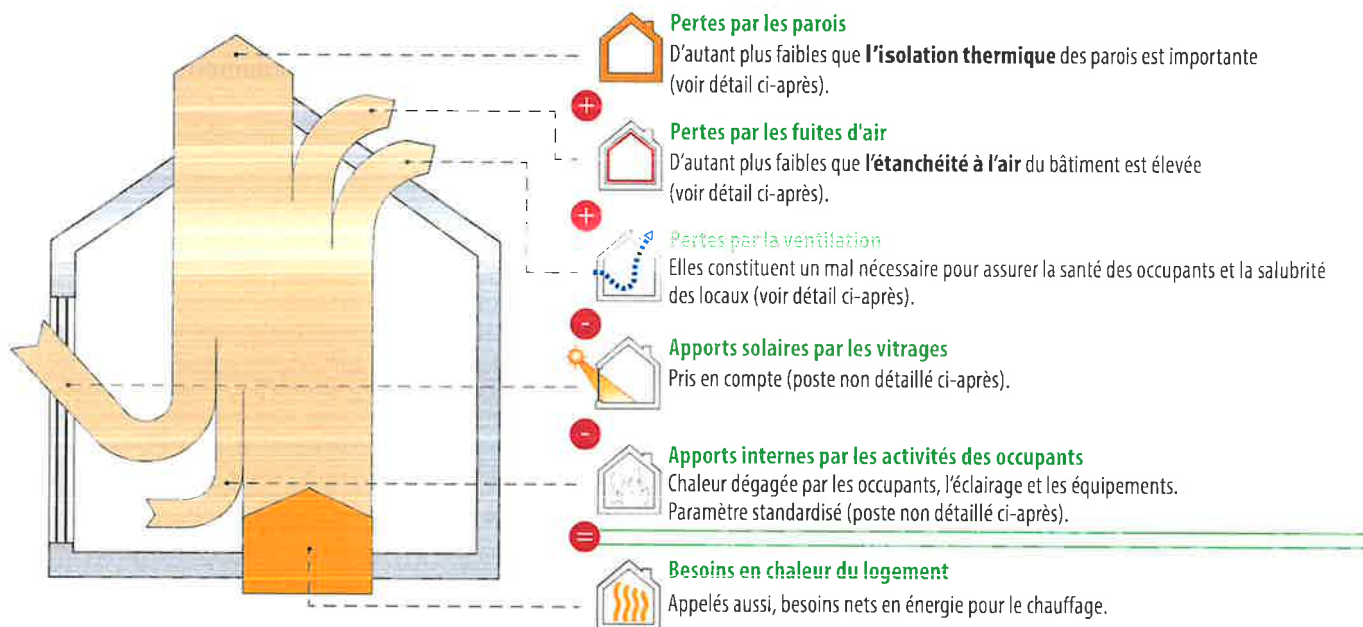 Pertes par les parois
D'autant plus faibles que l'isolation thermique des parois est importante
(voir détail ci-après).
+
Pertes par les fuites d'air
D'autant plus faibles que l'étanchéité à l'air du bâtiment est élevée
(voir détail ci-après).
+
Pertes par la ventilation
Elles constituent un mal nécessaire pour assurer la santé des occupants et la salubrité
des locaux (voir détail ci-après).
-
Apports solaires par les vitrages
Pris en compte (poste non détaillé ci-après).
-
Apports internes par les activités des occupants
Chaleur dégagée par les occupants, l'éclairage et les équipements.
Paramètre standardisé (poste non détaillé ci-après).
=
Besoins en chaleur du logement
Appelés aussi, besoins nets en énergie pour le chauffage.